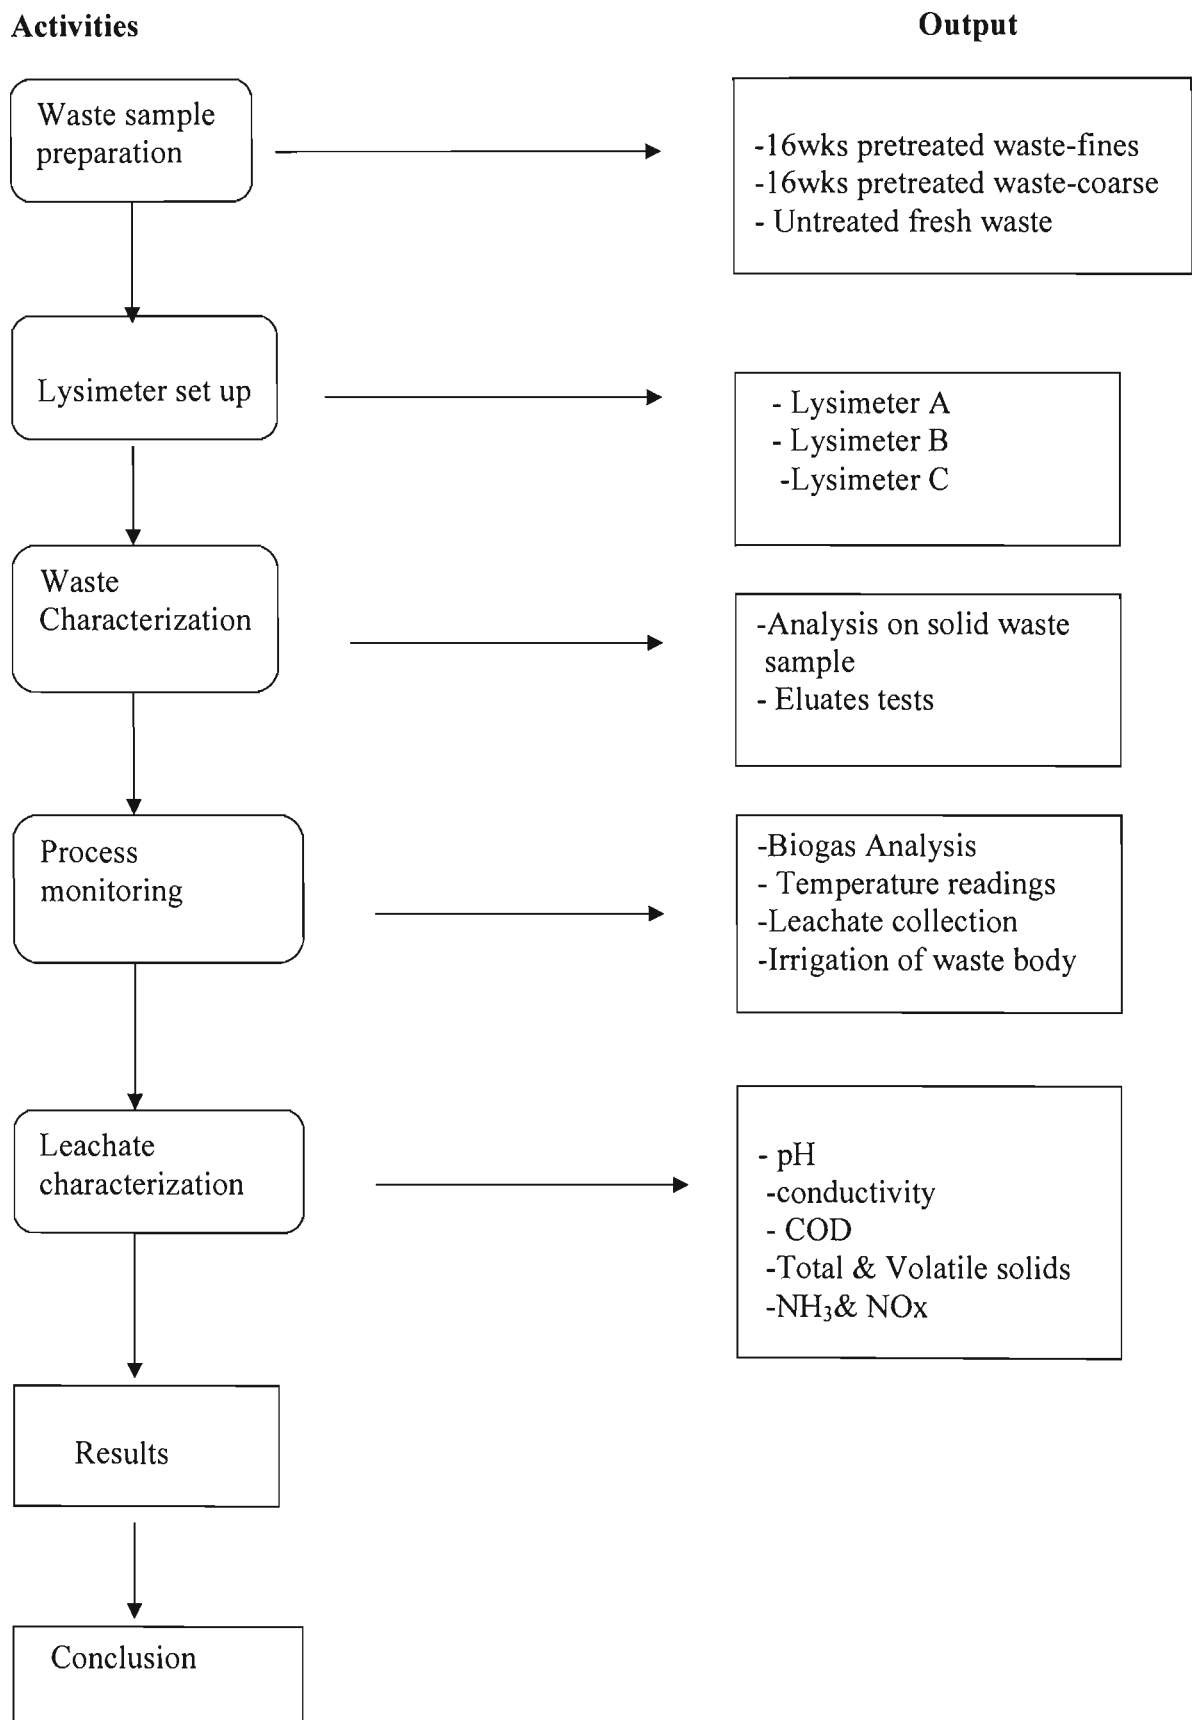 Activities
Output
Waste sample
preparation
-16wks pretreated waste-fines
-16wks pretreated waste-coarse
- Untreated fresh waste
Lysimeter set up
- Lysimeter A
- Lysimeter B
-Lysimeter C
Waste
Characterization
-Analysis on solid waste
sample
- Eluates tests
Process
monitoring
-Biogas Analysis
- Temperature readings
-Leachate collection
-Irrigation of waste body
Leachate
characterization
- pH
-conductivity
- COD
-Total & Volatile solids
-NH₃& NOx
Results
Conclusion